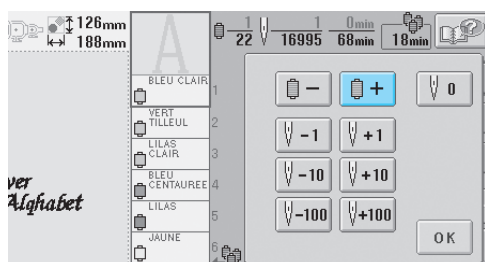 126mm
188mm
A
1
22
1
16995
0min
68min
18min
BLEU CLAIR
1
VERT
TILLEUL
2
LILAS
CLAIR
3
BLEU
CENTAUREE
4
LILAS
5
JAUNE
6
ver
Alphabet
−
+
0
-1
+1
-10
+10
-100
+100
OK